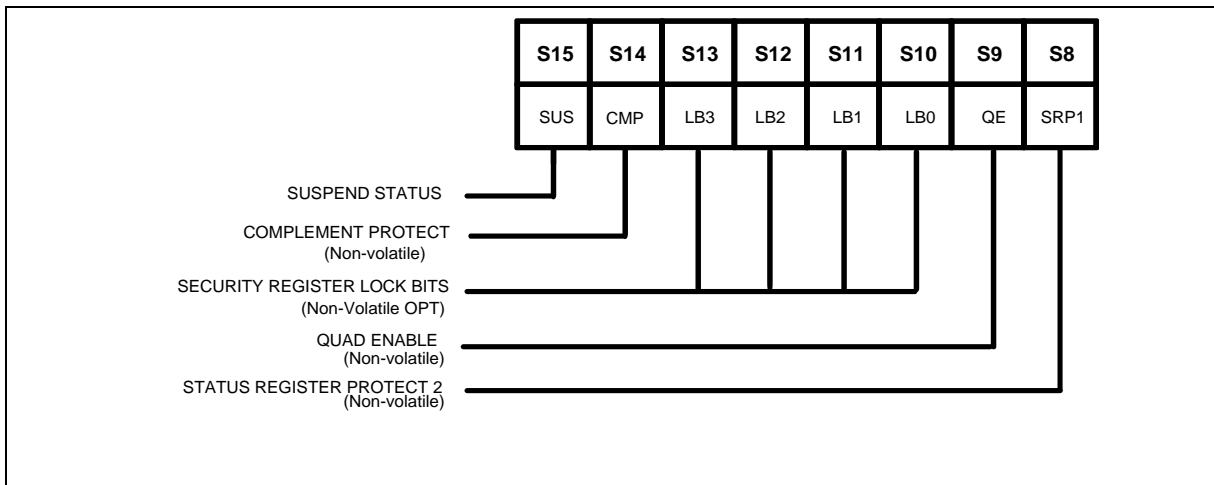 S15 S14 S13 S12 S11 S10 S9 S8
SUS CMP LB3 LB2 LB1 LB0 QE SRP1
SUSPEND STATUS
COMPLEMENT PROTECT
(Non-volatile)
SECURITY REGISTER LOCK BITS
(Non-Volatile OPT)
QUAD ENABLE
(Non-volatile)
STATUS REGISTER PROTECT 2
(Non-volatile)